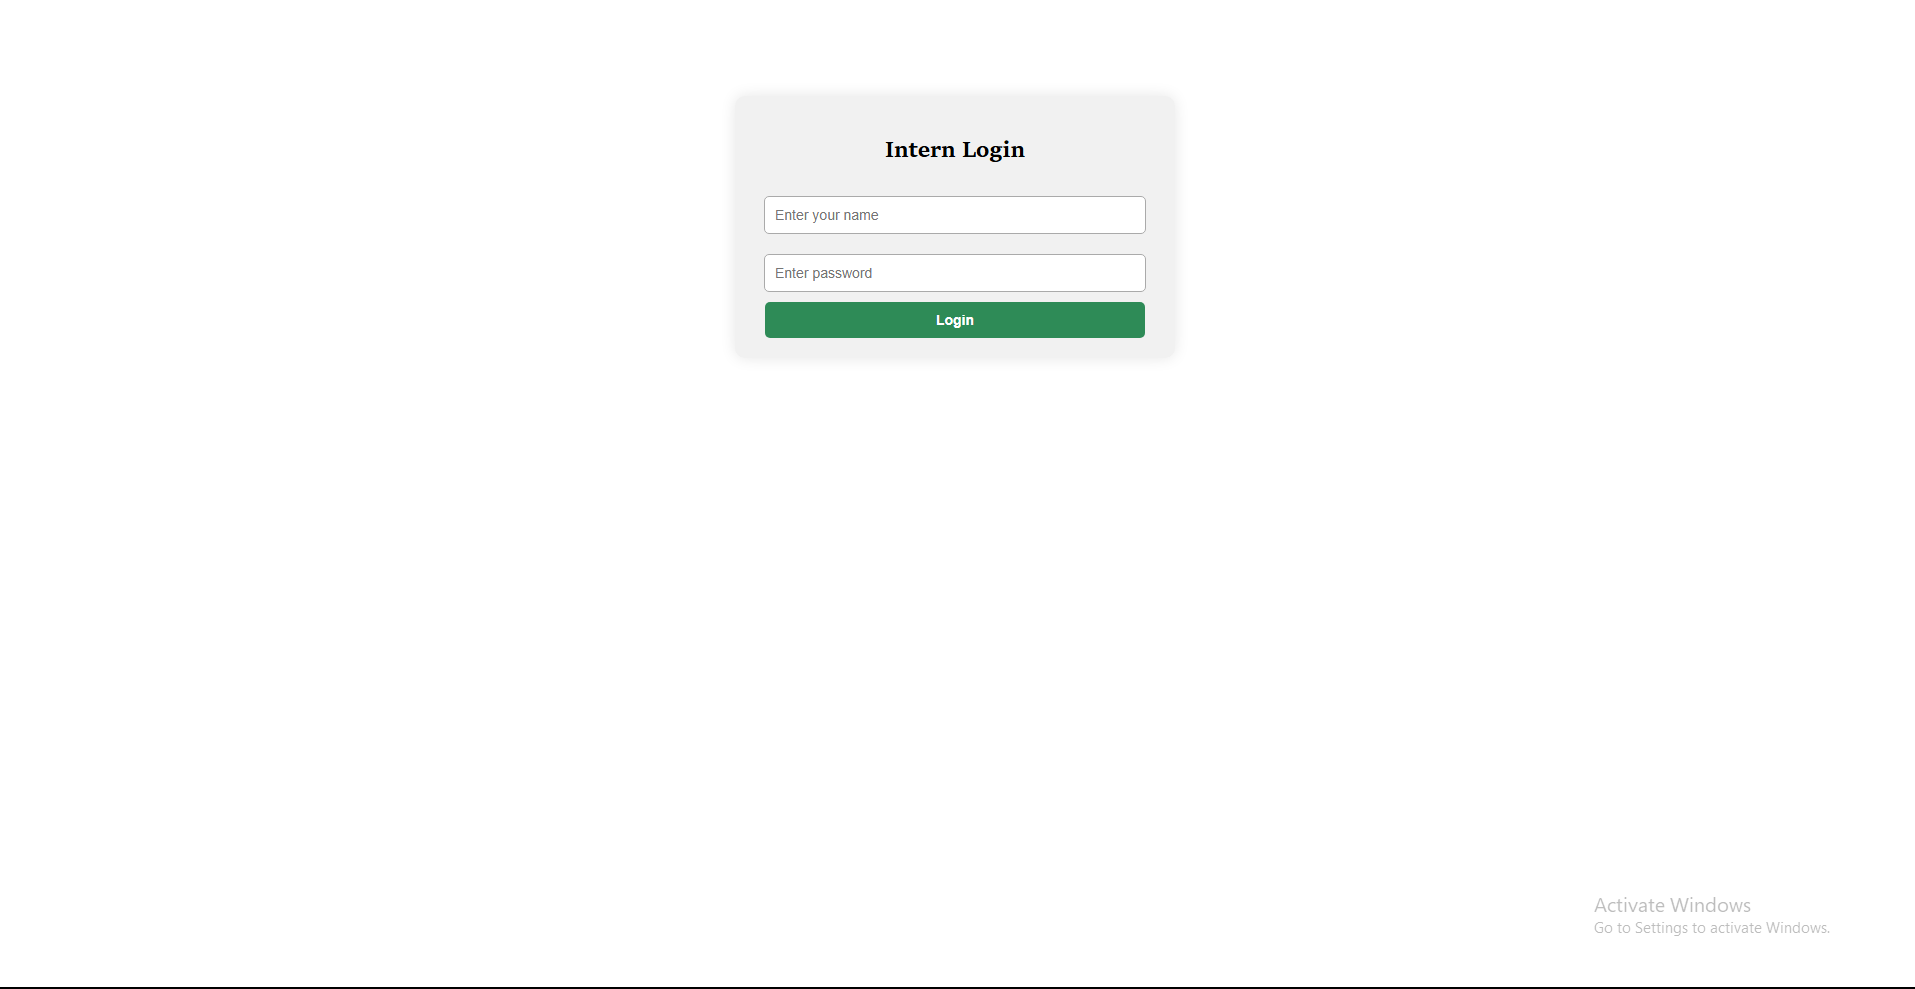 Intern Login
Enter your name
Enter password
Login
Activate Windows
Go to Settings to activate Windows.